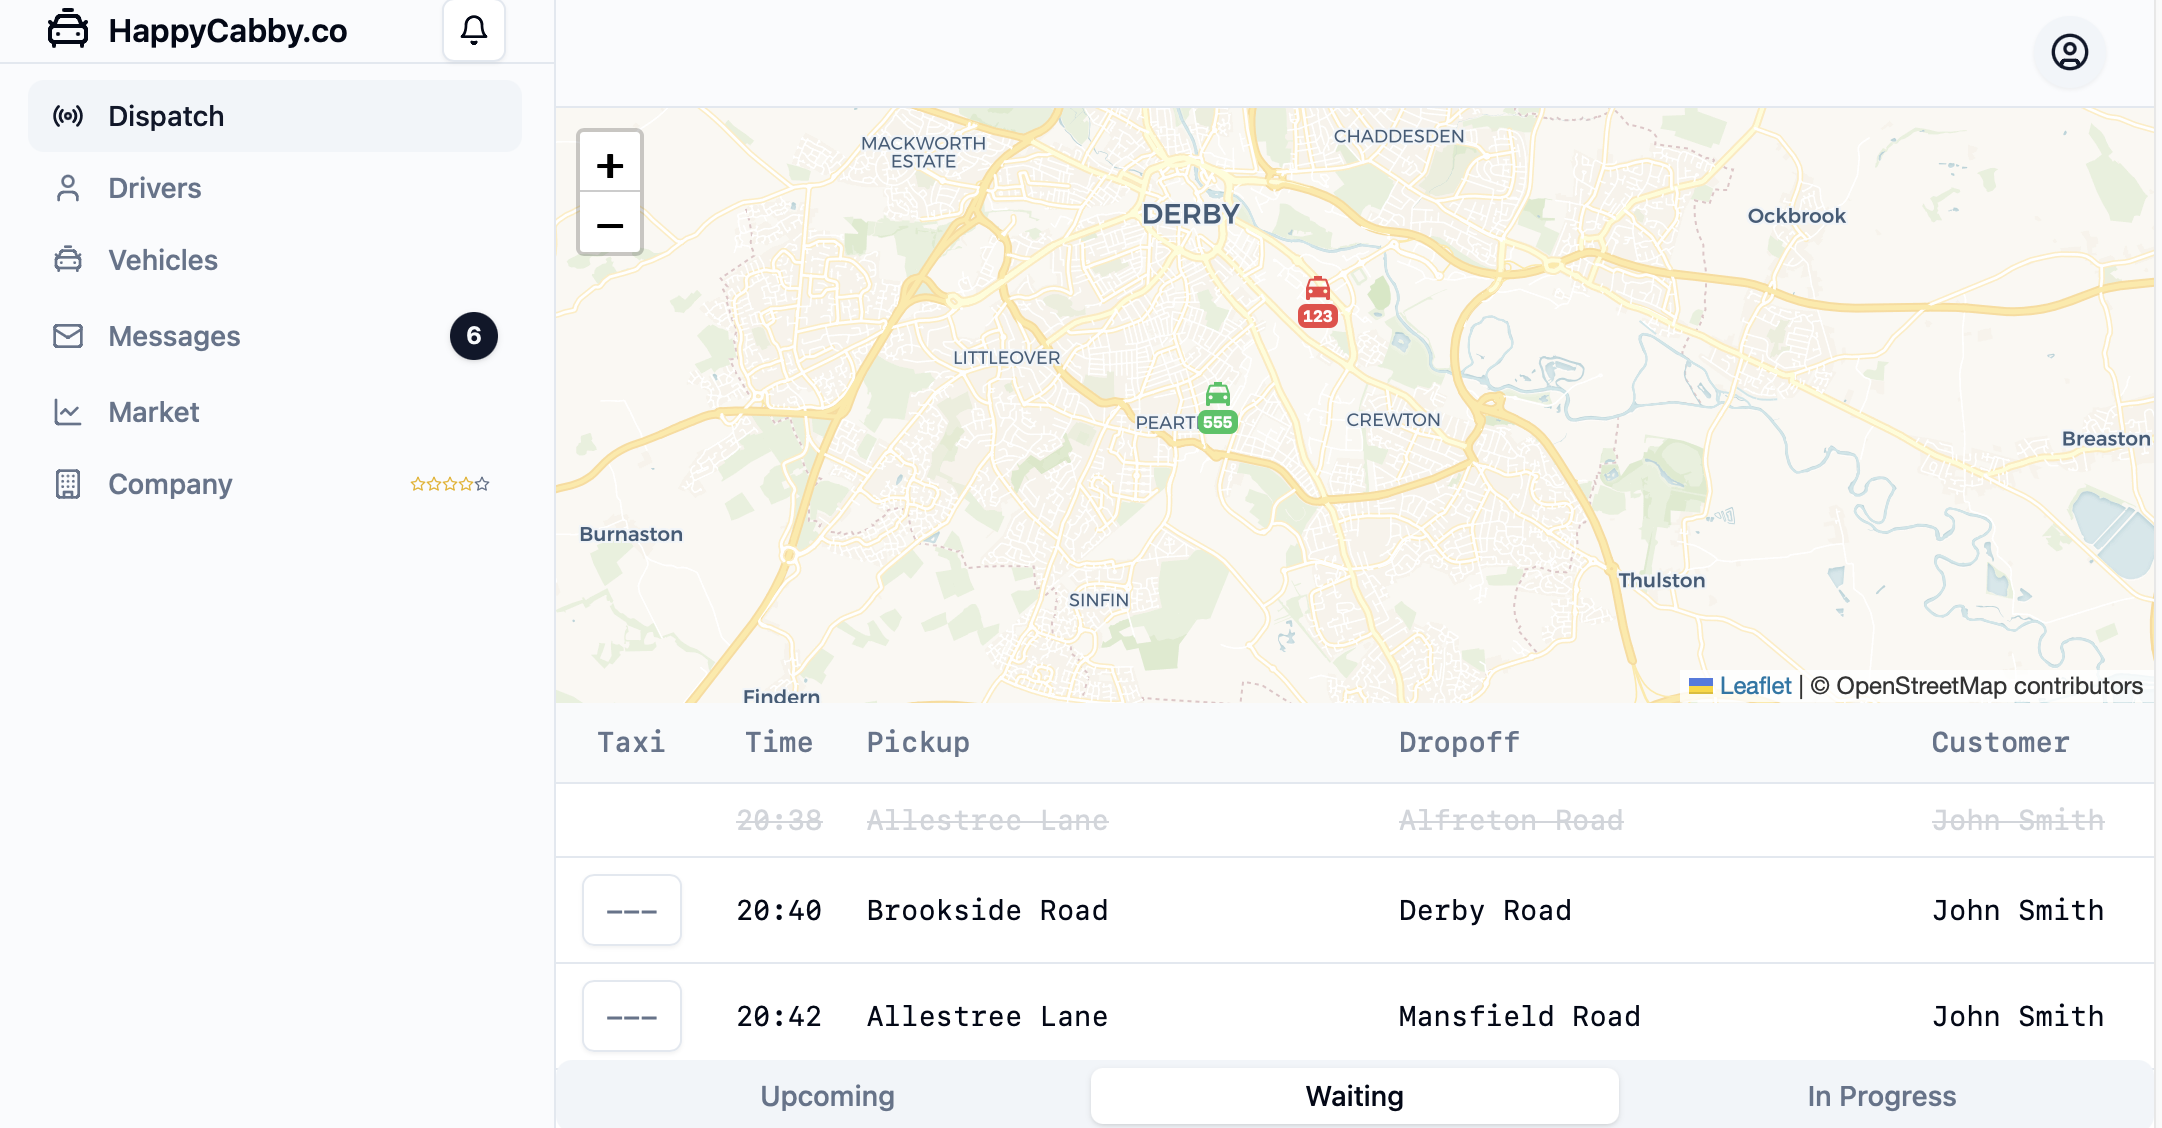 HappyCabby.co
Dispatch
Drivers
Vehicles
Messages 6
Market
Company
+
−
MACKWORTH
ESTATE
CHADDESDEN
DERBY
Ockbrook
123
LITTLEOVER
555
CREWTON
Breaston
Burnaston
Thulston
SINFIN
Findern
Leaflet | © OpenStreetMap contributors
Taxi Time Pickup Dropoff Customer
20:38 Allestree Lane Alfreton Road John Smith
--- 20:40 Brookside Road Derby Road John Smith
--- 20:42 Allestree Lane Mansfield Road John Smith
Upcoming Waiting In Progress